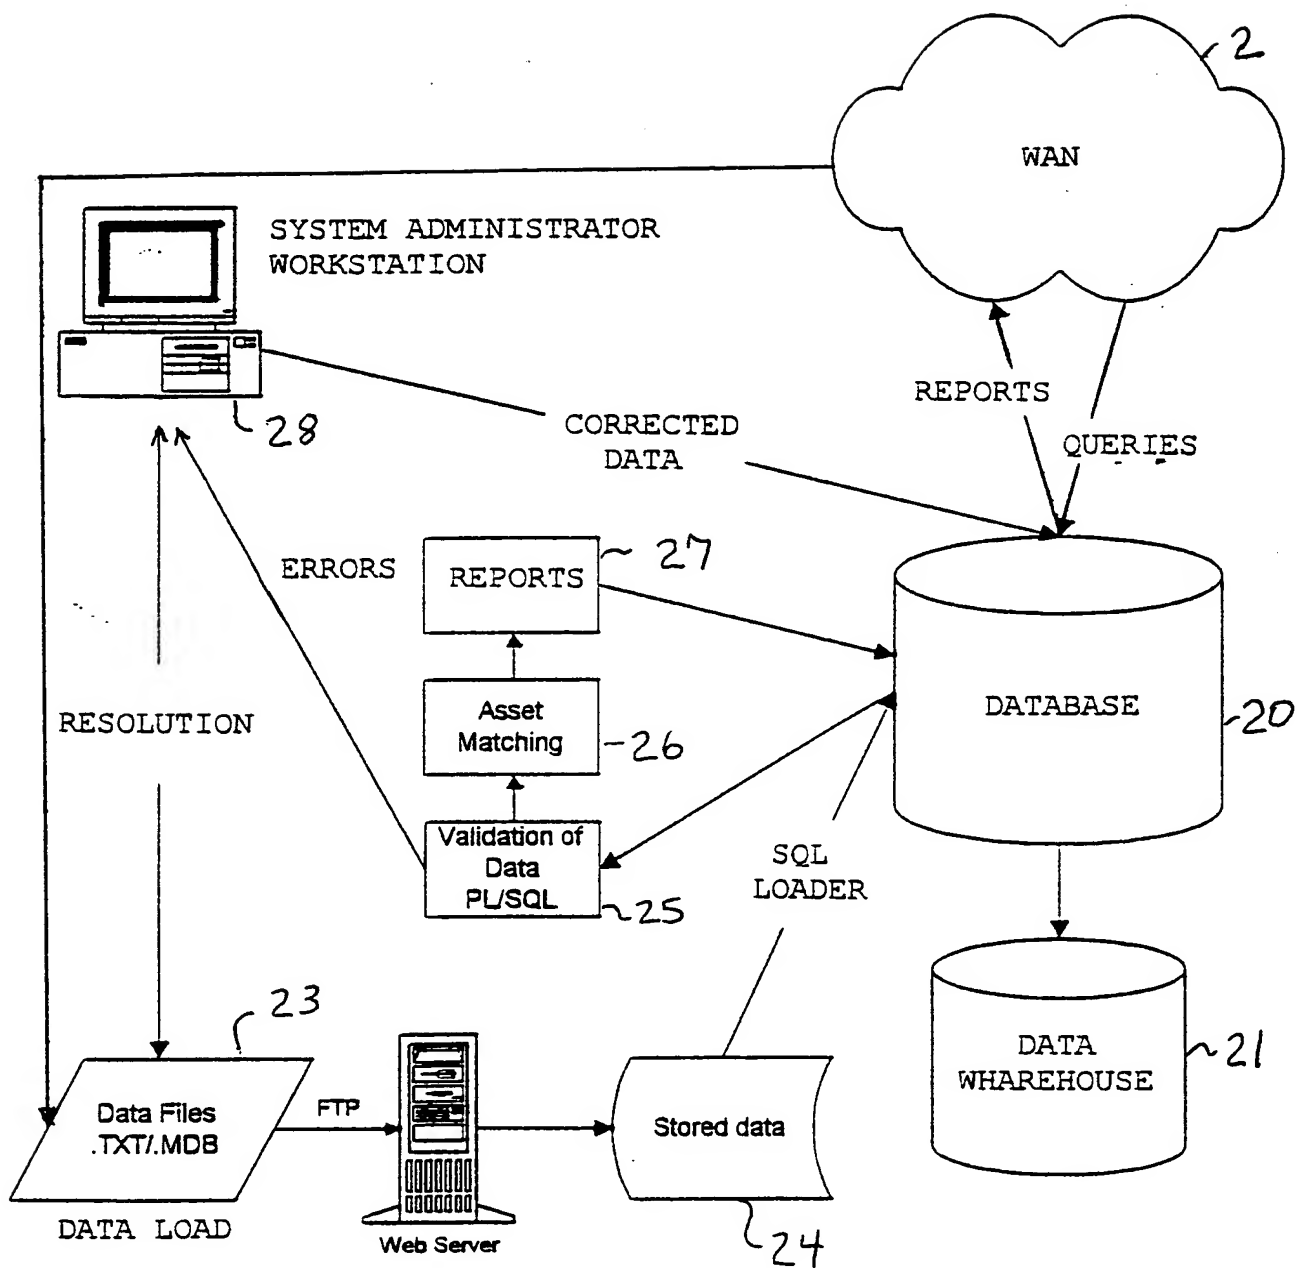 2
WAN
SYSTEM ADMINISTRATOR
WORKSTATION
28
REPORTS
QUERIES
CORRECTED
DATA
ERRORS
REPORTS
27
RESOLUTION
Asset
Matching
26
DATABASE
20
Validation of
Data
PL/SQL
25
SQL
LOADER
23
DATA
WHAREHOUSE
21
Data Files
.TXT/.MDB
FTP
Stored data
DATA LOAD
Web Server
24